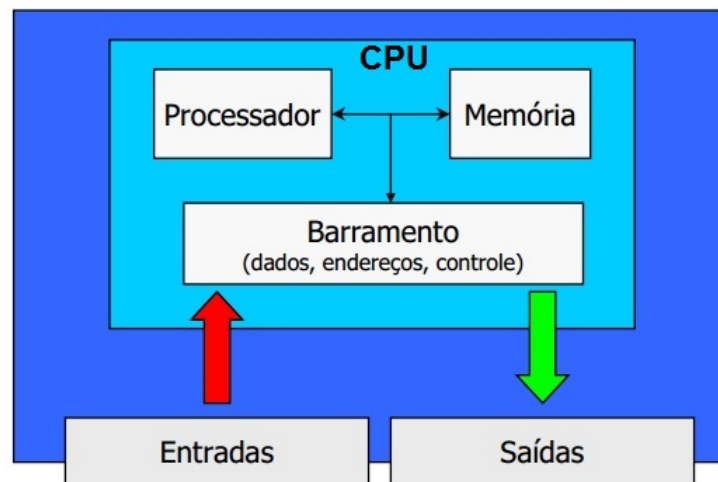 CPU
Processador
Memória
Barramento
(dados, endereços, controle)
Entradas
Saídas